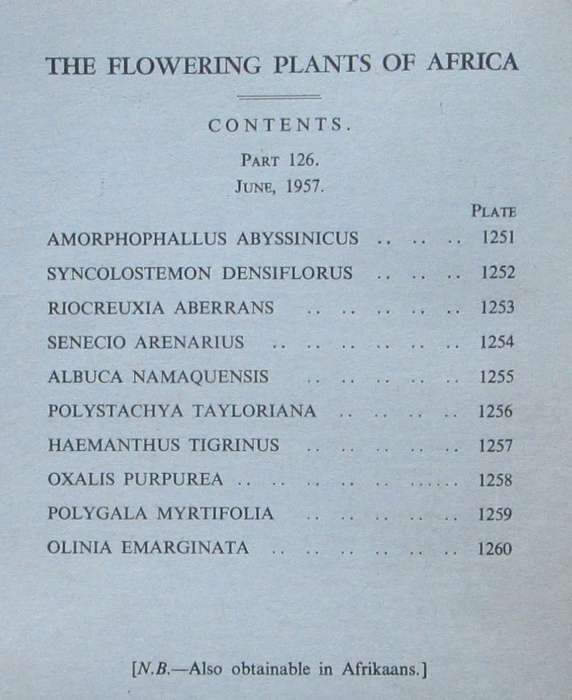 THE FLOWERING PLANTS OF AFRICA
CONTENTS.
PART 126.
JUNE, 1957.
PLATE
AMORPHOPHALLUS ABYSSINICUS .. .. .. 1251
SYNCOLOSTEMON DENSIFLORUS .. .. .. 1252
RIOCREUXIA ABERRANS .. .. .. .. .. 1253
SENECIO ARENARIUS .. .. .. .. .. .. 1254
ALBUCA NAMAQUENSIS .. .. .. .. .. 1255
POLYSTACHYA TAYLORIANA .. .. .. .. 1256
HAEMANTHUS TIGRINUS .. .. .. .. .. 1257
OXALIS PURPUREA .. .. .. .. .. ...... 1258
POLYGALA MYRTIFOLIA .. .. .. .. .. 1259
OLINIA EMARGINATA .. .. .. .. .. .. 1260
[N.B.—Also obtainable in Afrikaans.]